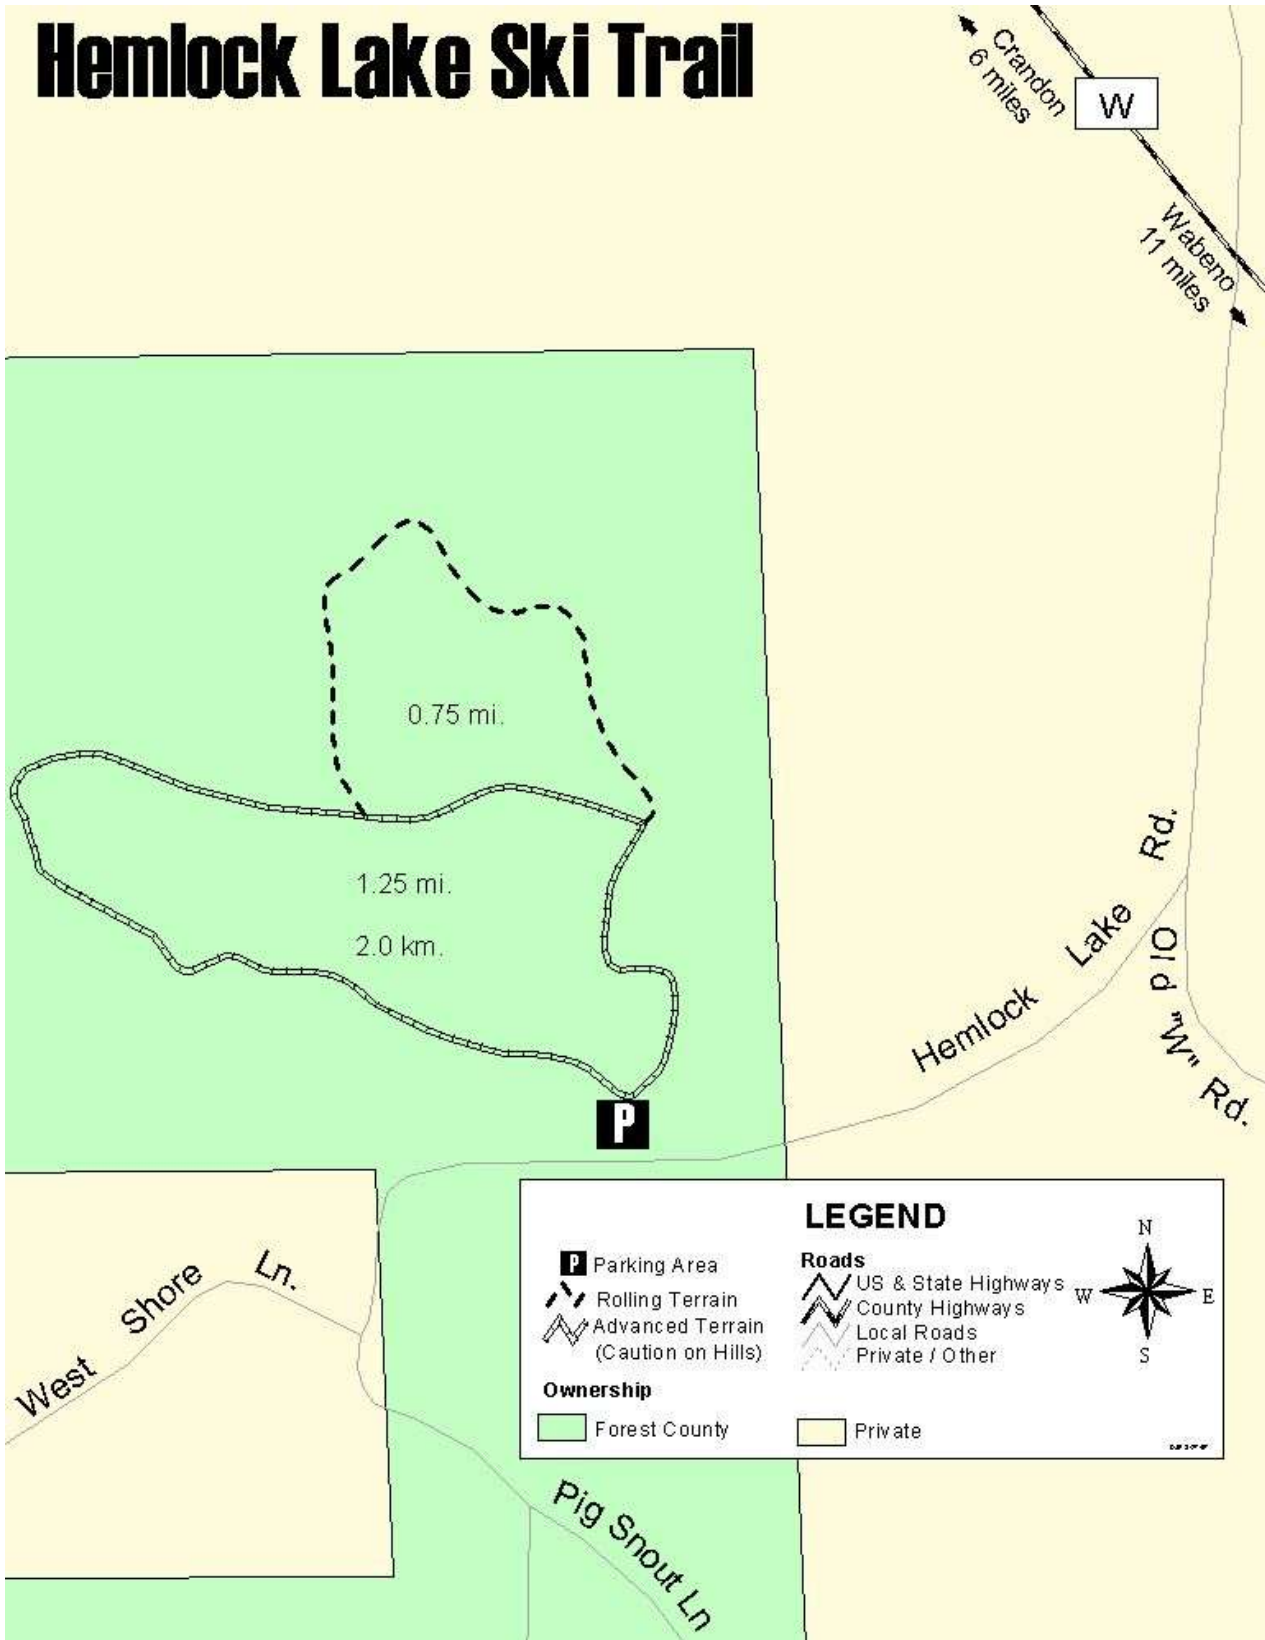 Hemlock Lake Ski Trail
Crandon
6 miles
W
Wabeno
11 miles
0.75 mi.
1.25 mi.
2.0 km.
Hemlock Lake Rd.
Old "W" Rd.
P
West Shore Ln.
Pig Snout Ln
LEGEND
P Parking Area
Rolling Terrain
Advanced Terrain
(Caution on Hills)
Roads
US & State Highways
County Highways
Local Roads
Private / Other
N
W
E
S
Ownership
Forest County
Private